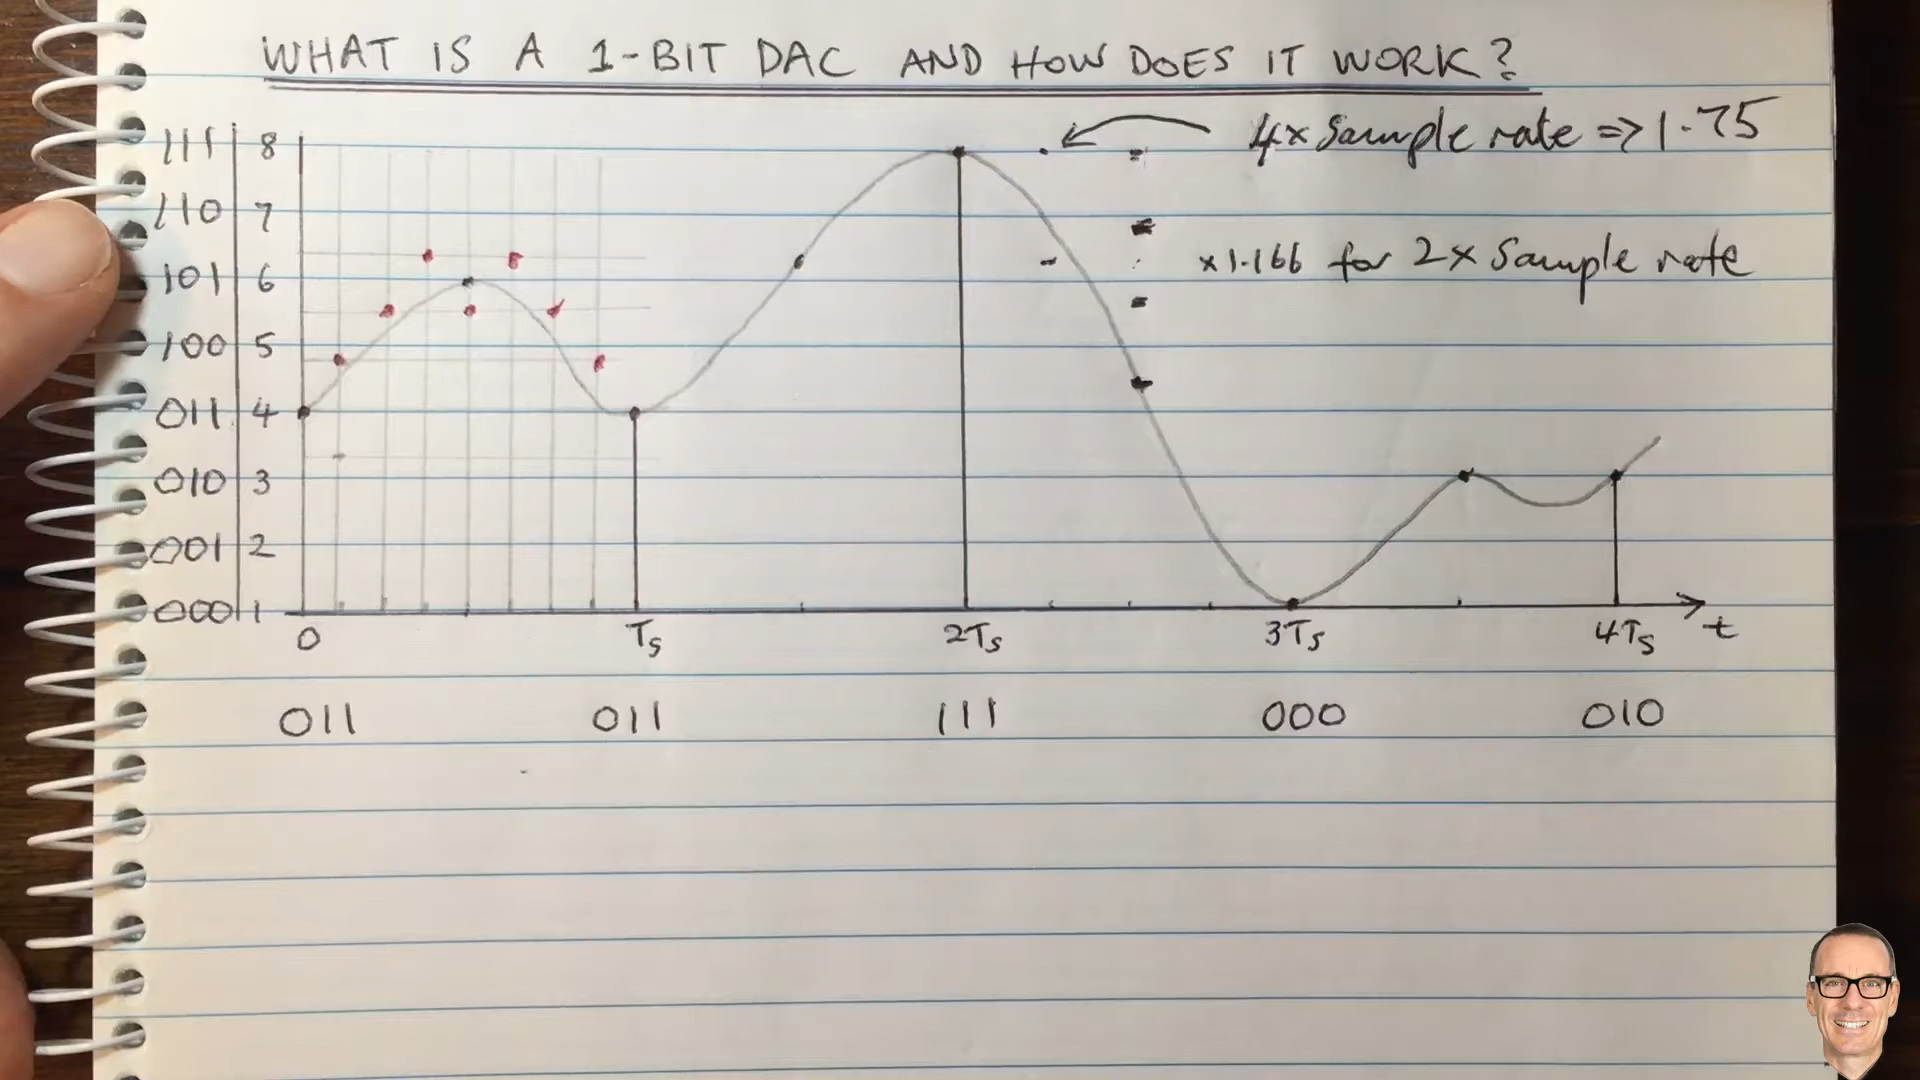 WHAT IS A 1-BIT DAC AND HOW DOES IT WORK?
4x Sample rate => 1.75
111 8
110 7
x1.166 for 2x Sample rate
101 6
100 5
011 4
010 3
001 2
000 1
0 Ts 2Ts 3Ts 4Ts t
011 011 111 000 010